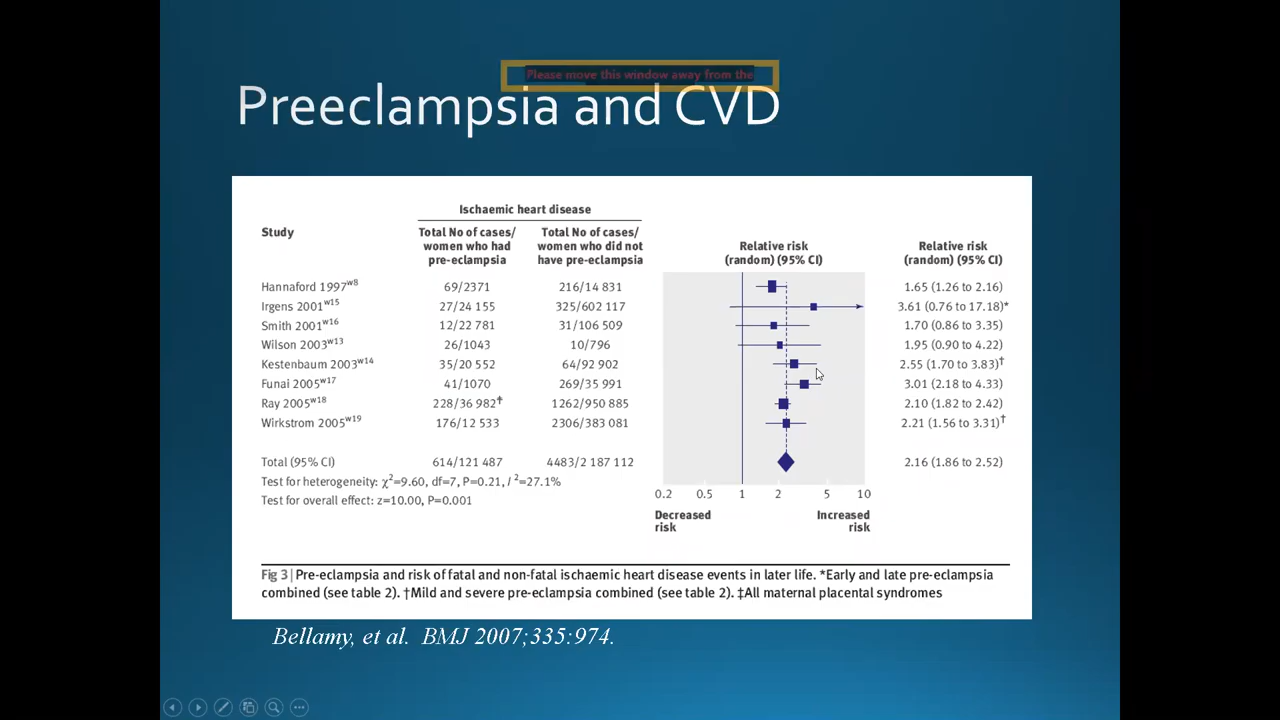 Please move this window away from the
Preeclampsia and CVD
Ischaemic heart disease
Study
Total No of cases/
women who had
pre-eclampsia
Total No of cases/
women who did not
have pre-eclampsia
Relative risk
(random) (95% CI)
Relative risk
(random) (95% CI)
Hannaford 1997w8 69/2371 216/14 831 1.65 (1.26 to 2.16)
Irgens 2001w15 27/24 155 325/602 117 3.61 (0.76 to 17.18)*
Smith 2001w16 12/22 781 31/106 509 1.70 (0.86 to 3.35)
Wilson 2003w13 26/1043 10/796 1.95 (0.90 to 4.22)
Kestenbaum 2003w14 35/20 552 64/92 902 2.55 (1.70 to 3.83)†
Funai 2005w17 41/1070 269/35 991 3.01 (2.18 to 4.33)
Ray 2005w18 228/36 982‡ 1262/950 885 2.10 (1.82 to 2.42)
Wirkstrom 2005w19 176/12 533 2306/383 081 2.21 (1.56 to 3.31)†
Total (95% CI) 614/121 487 4483/2 187 112 2.16 (1.86 to 2.52)
Test for heterogeneity: χ²=9.60, df=7, P=0.21, I²=27.1%
Test for overall effect: z=10.00, P=0.001
0.2 0.5 1 2 5 10
Decreased
risk
Increased
risk
Fig 3 | Pre-eclampsia and risk of fatal and non-fatal ischaemic heart disease events in later life. *Early and late pre-eclampsia
combined (see table 2). †Mild and severe pre-eclampsia combined (see table 2). ‡All maternal placental syndromes
Bellamy, et al. BMJ 2007;335:974.